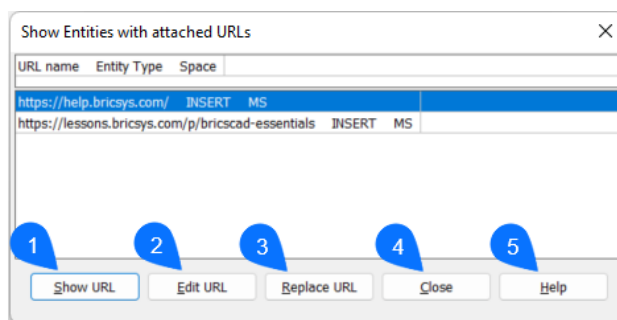 Show Entities with attached URLs
URL name Entity Type Space
https://help.bricsys.com/ INSERT MS
https://lessons.bricsys.com/p/bricscad-essentials INSERT MS
1 2 3 4 5
Show URL Edit URL Replace URL Close Help